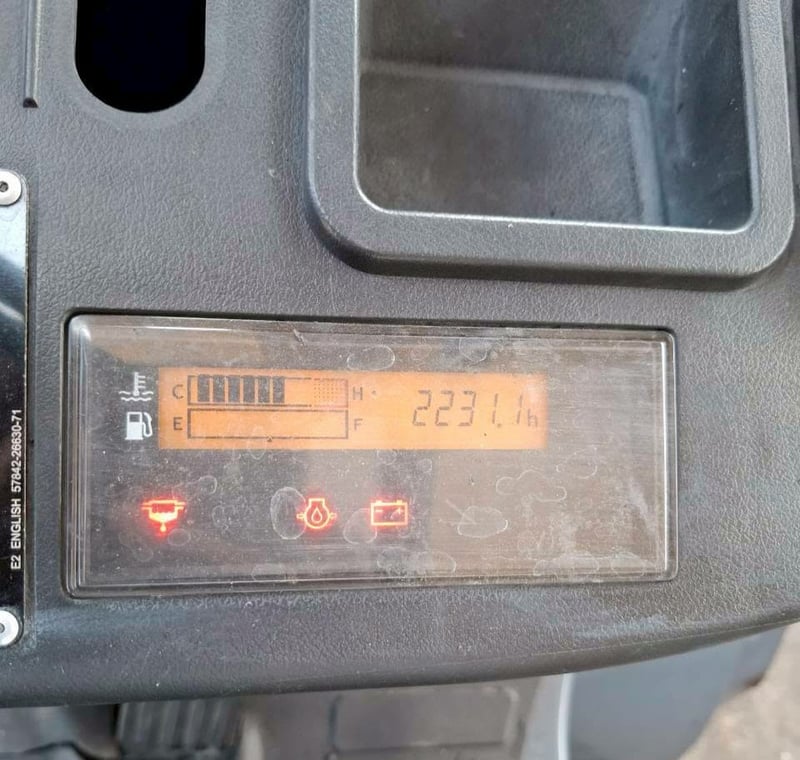 C H 2231.1h
E F
E2 ENGLISH 57842-26630-71